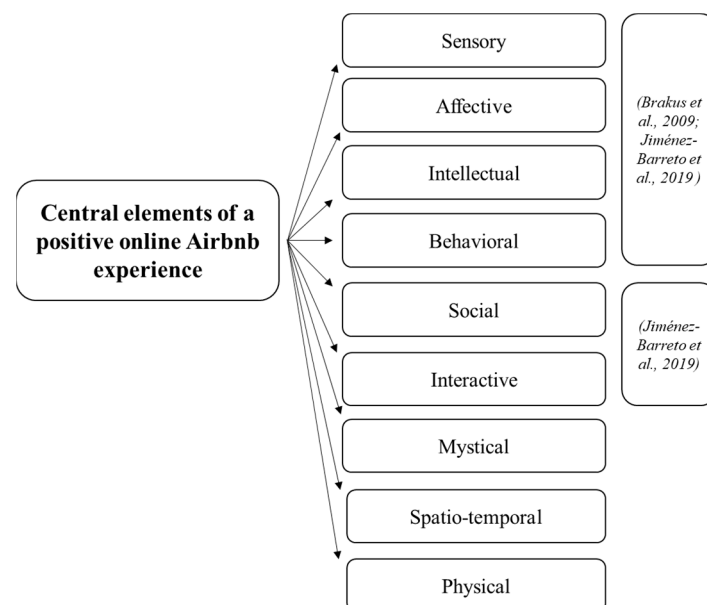 Sensory
Affective
Intellectual
Behavioral
Social
Interactive
Mystical
Spatio-temporal
Physical
Central elements of a
positive online Airbnb
experience
(Brakus et
al., 2009;
Jiménez-
Barreto et
al., 2019 )
(Jiménez-
Barreto et
al., 2019)